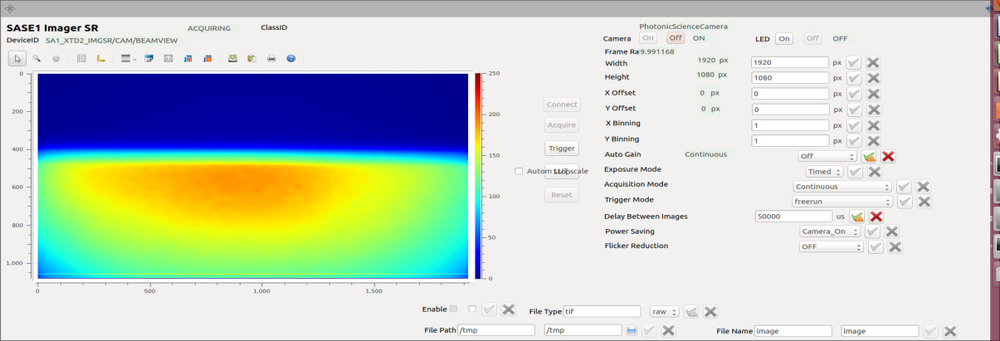 SASE1 Imager SR ACQUIRING ClassID
DeviceID SA1_XTD2_IMGSR/CAM/BEAMVIEW
PhotonicScienceCamera
Camera On Off ON LED On Off OFF
Frame Ra 9.991168
Width 1920 px 1920 px
Height 1080 px 1080 px
X Offset 0 px 0 px
Y Offset 0 px 0 px
X Binning 1 px
Y Binning 1 px
Auto Gain Continuous Off
Exposure Mode Timed
Acquisition Mode Continuous
Trigger Mode freerun
Delay Between Images 50000 us
Power Saving Camera_On
Flicker Reduction OFF
Connect
Acquire
Trigger
Stop
Reset
0
200
400
600
800
1.000
0 500 1,000 1,500
250
200
150
100
50
0
Enable File Type tif raw
File Path /tmp /tmp File Name image image